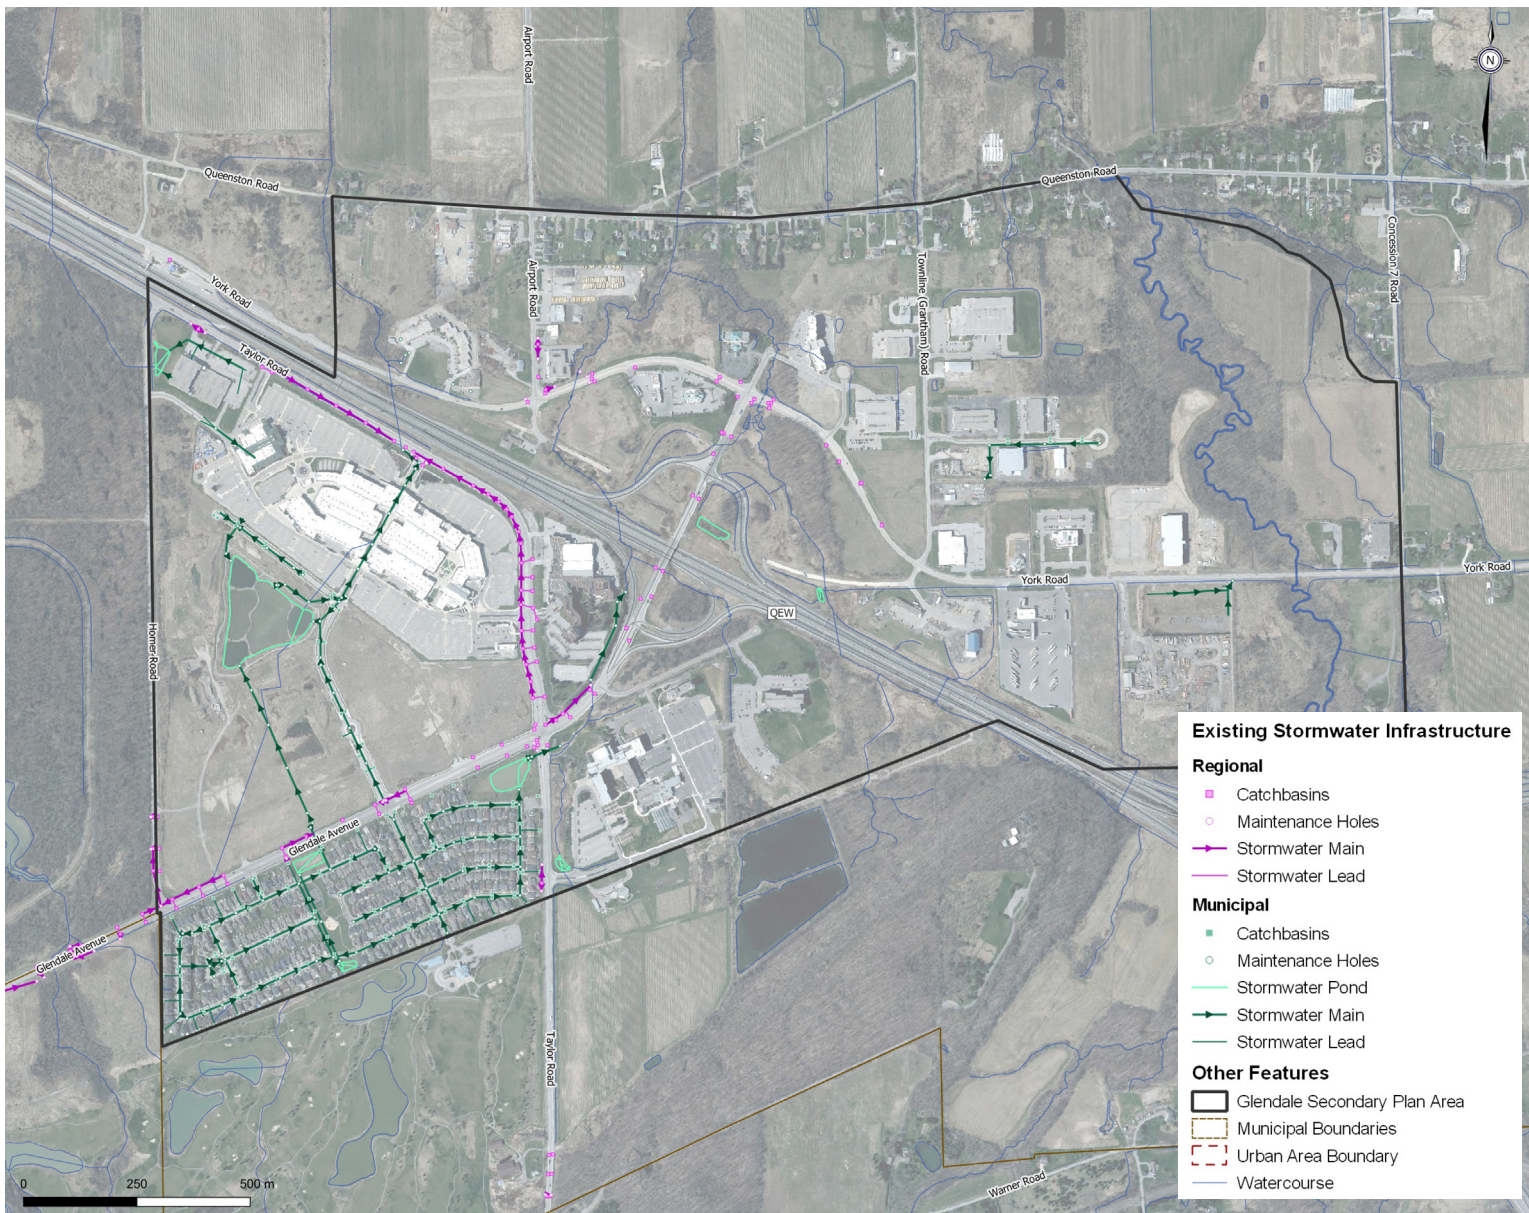 Airport Road
N
Queenston Road
Queenston Road
Concession 7 Road
Townline (Grantham) Road
Airport Road
York Road
Taylor Road
York Road
York Road
QEW
Homer Road
Glendale Avenue
Glendale Avenue
Taylor Road
Warner Road
Existing Stormwater Infrastructure
Regional
Catchbasins
Maintenance Holes
Stormwater Main
Stormwater Lead
Municipal
Catchbasins
Maintenance Holes
Stormwater Pond
Stormwater Main
Stormwater Lead
Other Features
Glendale Secondary Plan Area
Municipal Boundaries
Urban Area Boundary
Watercourse
0 250 500 m